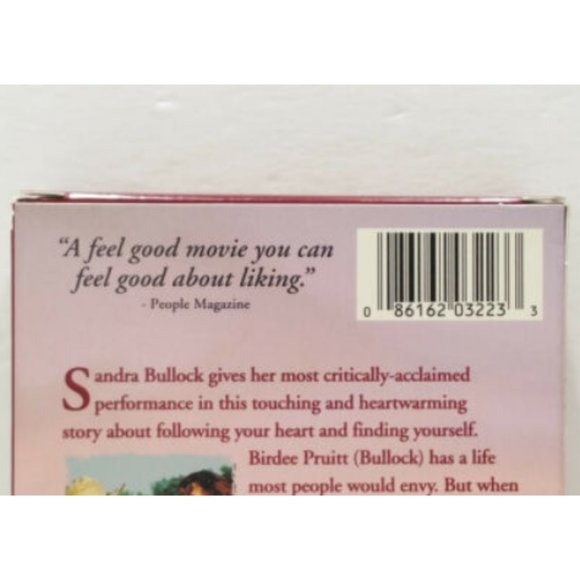 “A feel good movie you can
feel good about liking.”
- People Magazine
0 86162 03223 3
Sandra Bullock gives her most critically-acclaimed
performance in this touching and heartwarming
story about following your heart and finding yourself.
Birdee Pruitt (Bullock) has a life
most people would envy. But when